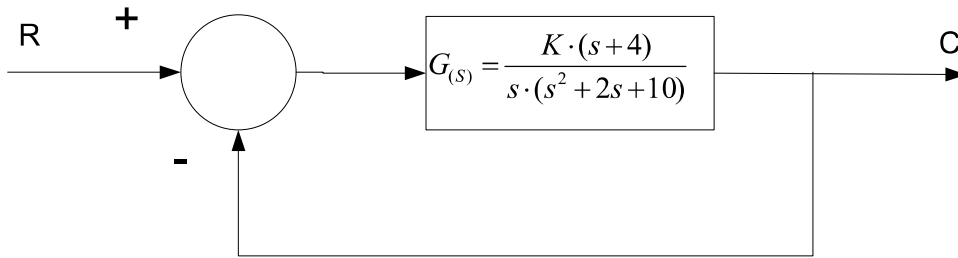 R + C
G(S) = K·(s+4) / s·(s²+2s+10)
-